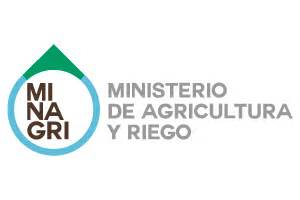 MI
NA
GRI
MINISTERIO
DE AGRICULTURA
Y RIEGO